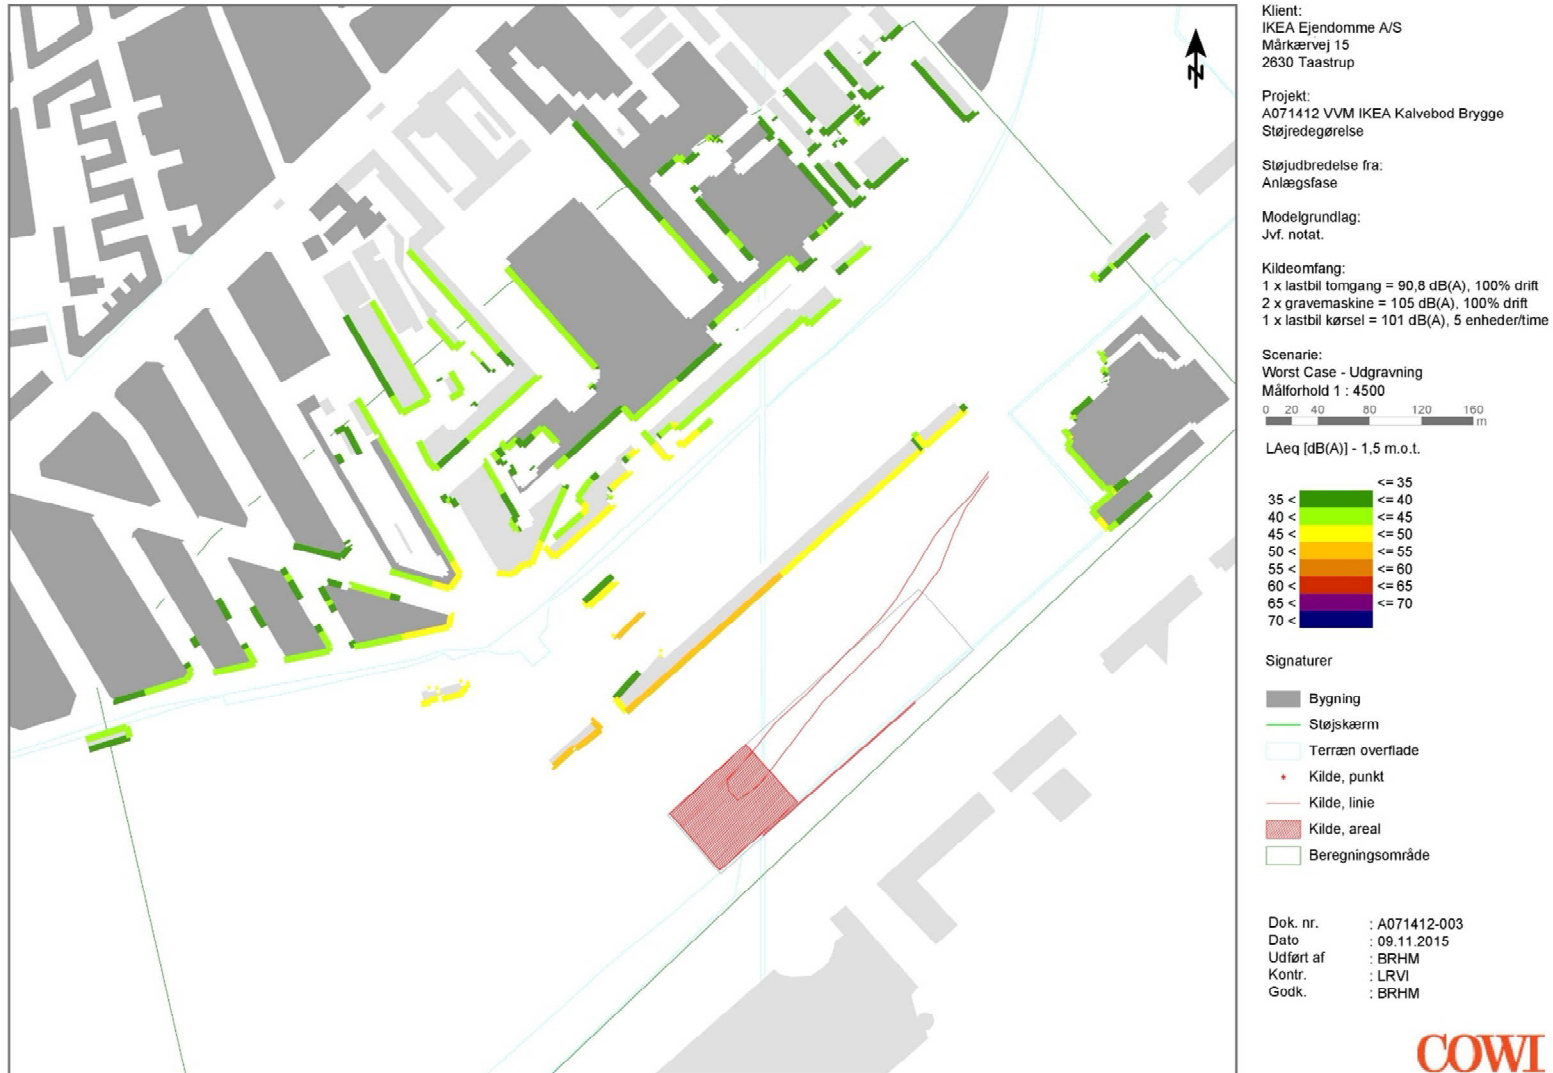 Klient:
IKEA Ejendomme A/S
Mårkærvej 15
2630 Taastrup
Projekt:
A071412 VVM IKEA Kalvebod Brygge
Støjredegørelse
Støjudbredelse fra:
Anlægsfase
Modelgrundlag:
Jvf. notat.
Kildeomfang:
1 x lastbil tomgang = 90,8 dB(A), 100% drift
2 x gravemaskine = 105 dB(A), 100% drift
1 x lastbil kørsel = 101 dB(A), 5 enheder/time
Scenarie:
Worst Case - Udgravning
Målforhold 1 : 4500
0 20 40 80 120 160
m
LAeq [dB(A)] - 1,5 m.o.t.
<= 35
35 < <= 40
40 < <= 45
45 < <= 50
50 < <= 55
55 < <= 60
60 < <= 65
65 < <= 70
70 <
Signaturer
Bygning
Støjskærm
Terræn overflade
Kilde, punkt
Kilde, linie
Kilde, areal
Beregningsområde
Dok. nr. : A071412-003
Dato : 09.11.2015
Udført af : BRHM
Kontr. : LRVI
Godk. : BRHM
COWI
N